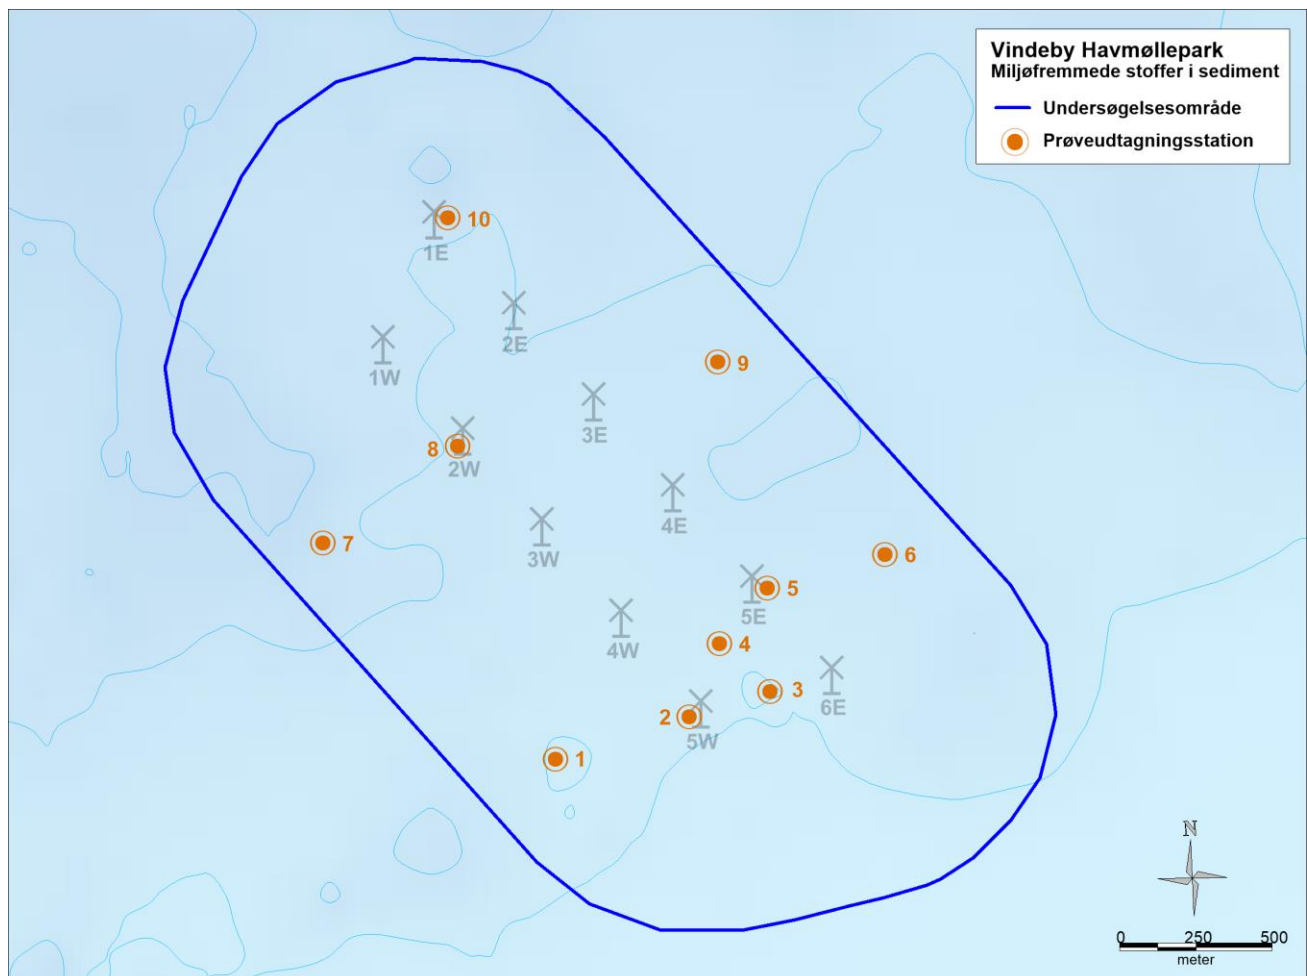 Vindeby Havmøllepark
Miljøfremmede stoffer i sediment
Undersøgelsesområde
Prøveudtagningsstation
10
1E
2E
1W
9
3E
8
2W
4E
7
3W
6
5
5E
4
4W
3
6E
2
5W
1
N
0 250 500
meter